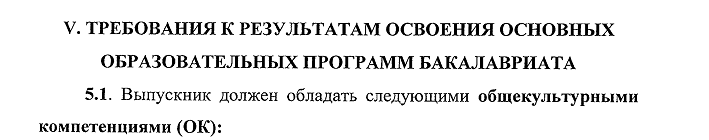 V. ТРЕБОВАНИЯ К РЕЗУЛЬТАТАМ ОСВОЕНИЯ ОСНОВНЫХ
ОБРАЗОВАТЕЛЬНЫХ ПРОГРАММ БАКАЛАВРИАТА
5.1. Выпускник должен обладать следующими общекультурными
компетенциями (ОК):